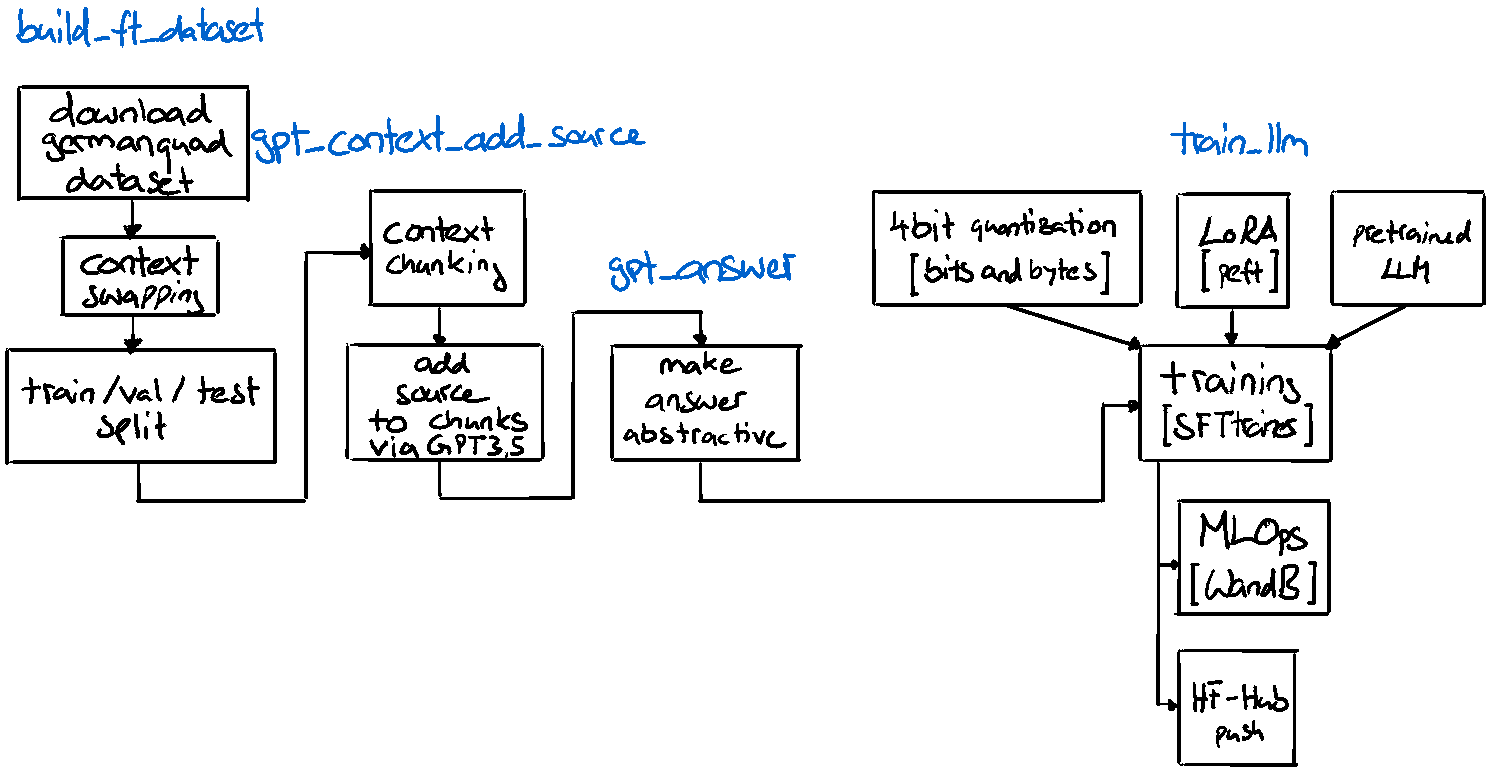 build_ft_dataset
download
germanquad
dataset
context
swapping
train/val/test
split
gpt_context_add_source
context
chunking
add
source
to chunks
via GPT3,5
gpt_answer
make
answer
abstractive
train_llm
4bit quantization
[bits and bytes]
LoRA
[peft]
pretrained
LLM
training
[SFTtrainer]
MLOps
[WandB]
HF-Hub
push